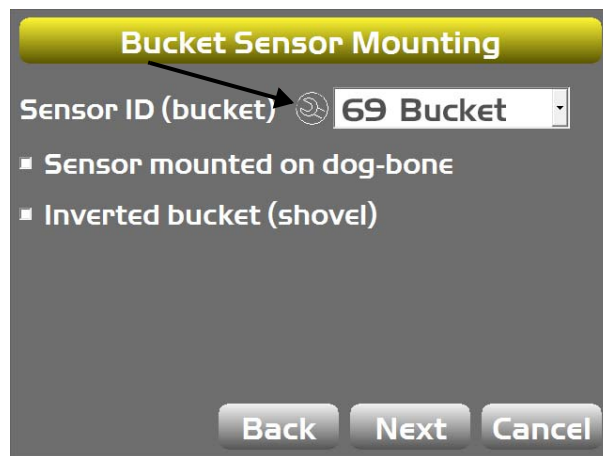 Bucket Sensor Mounting
Sensor ID (bucket) 69 Bucket
Sensor mounted on dog-bone
Inverted bucket (shovel)
Back Next Cancel